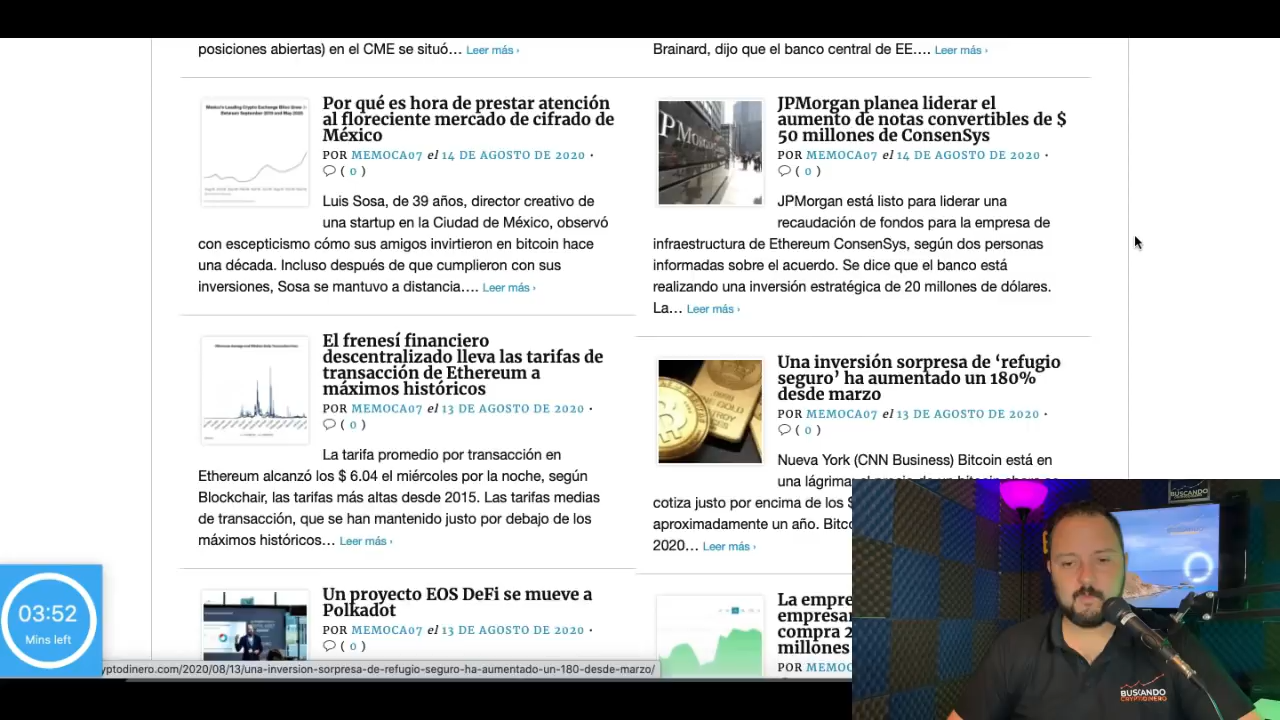 posiciones abiertas) en el CME se situó… Leer más ›
Por qué es hora de prestar atención
al floreciente mercado de cifrado de
México
POR MEMOCA07 el 14 DE AGOSTO DE 2020 •
( 0 )
Luis Sosa, de 39 años, director creativo de
una startup en la Ciudad de México, observó
con escepticismo cómo sus amigos invirtieron en bitcoin hace
una década. Incluso después de que cumplieron con sus
inversiones, Sosa se mantuvo a distancia…. Leer más ›
El frenesí financiero
descentralizado lleva las tarifas de
transacción de Ethereum a
máximos históricos
POR MEMOCA07 el 13 DE AGOSTO DE 2020 •
( 0 )
La tarifa promedio por transacción en
Ethereum alcanzó los $ 6.04 el miércoles por la noche, según
Blockchair, las tarifas más altas desde 2015. Las tarifas medias
de transacción, que se han mantenido justo por debajo de los
máximos históricos… Leer más ›
Un proyecto EOS DeFi se mueve a
Polkadot
POR MEMOCA07 el 13 DE AGOSTO DE 2020 •
( 0 )
Brainard, dijo que el banco central de EE.… Leer más ›
JPMorgan planea liderar el
aumento de notas convertibles de $
50 millones de ConsenSys
POR MEMOCA07 el 14 DE AGOSTO DE 2020 •
( 0 )
JPMorgan está listo para liderar una
recaudación de fondos para la empresa de
infraestructura de Ethereum ConsenSys, según dos personas
informadas sobre el acuerdo. Se dice que el banco está
realizando una inversión estratégica de 20 millones de dólares.
La… Leer más ›
Una inversión sorpresa de ‘refugio
seguro’ ha aumentado un 180%
desde marzo
POR MEMOCA07 el 13 DE AGOSTO DE 2020 •
( 0 )
Nueva York (CNN Business) Bitcoin está en
una lágrima:
cotiza justo por encima de los $
aproximadamente un año. Bitc
2020… Leer más ›
La empre
empresar
compra 2
millones
POR MEMOC
03:52
Mins left
yptodinero.com/2020/08/13/una-inversion-sorpresa-de-refugio-seguro-ha-aumentado-un-180-desde-marzo/
BUSCANDO
BUSCANDO
CRYPTODINERO